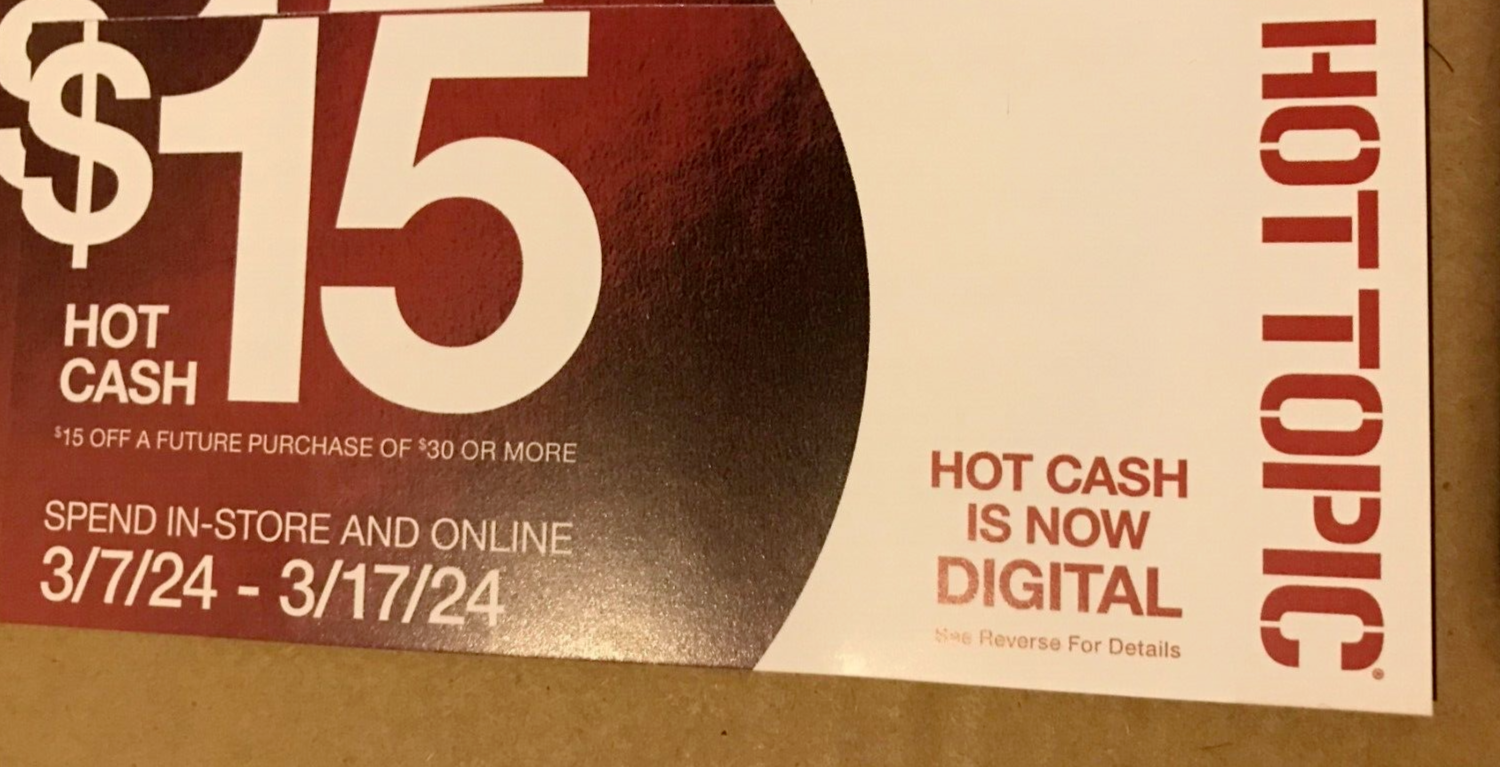 $15
HOT
CASH
$15 OFF A FUTURE PURCHASE OF $30 OR MORE
SPEND IN-STORE AND ONLINE
3/7/24 - 3/17/24
HOT CASH
IS NOW
DIGITAL
See Reverse For Details
HOT TOPIC®